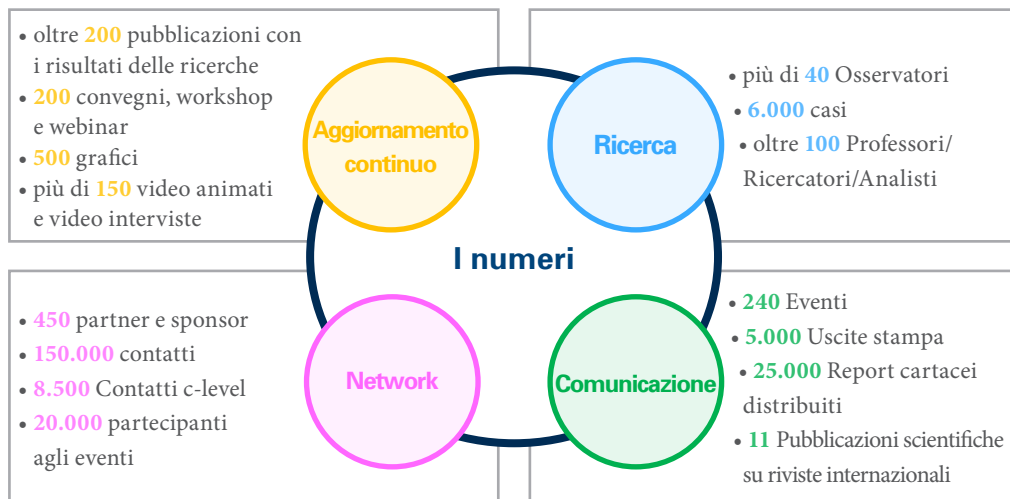 • oltre 200 pubblicazioni con
i risultati delle ricerche
• 200 convegni, workshop
e webinar
• 500 grafici
• più di 150 video animati
e video interviste
Aggiornamento
continuo
Ricerca
• più di 40 Osservatori
• 6.000 casi
• oltre 100 Professori/
Ricercatori/Analisti
I numeri
• 450 partner e sponsor
• 150.000 contatti
• 8.500 Contatti c-level
• 20.000 partecipanti
agli eventi
Network
Comunicazione
• 240 Eventi
• 5.000 Uscite stampa
• 25.000 Report cartacei
distribuiti
• 11 Pubblicazioni scientifiche
su riviste internazionali